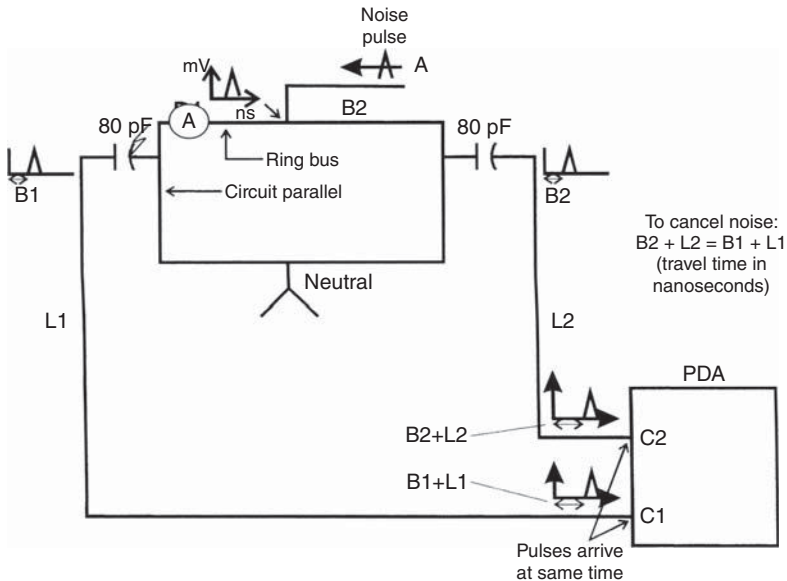 Noise
pulse
A
mV
ns
B2
A
80 pF
80 pF
Ring bus
Circuit parallel
B1
B2
To cancel noise:
B2 + L2 = B1 + L1
(travel time in
nanoseconds)
Neutral
L1
L2
PDA
B2+L2
C2
B1+L1
C1
Pulses arrive
at same time